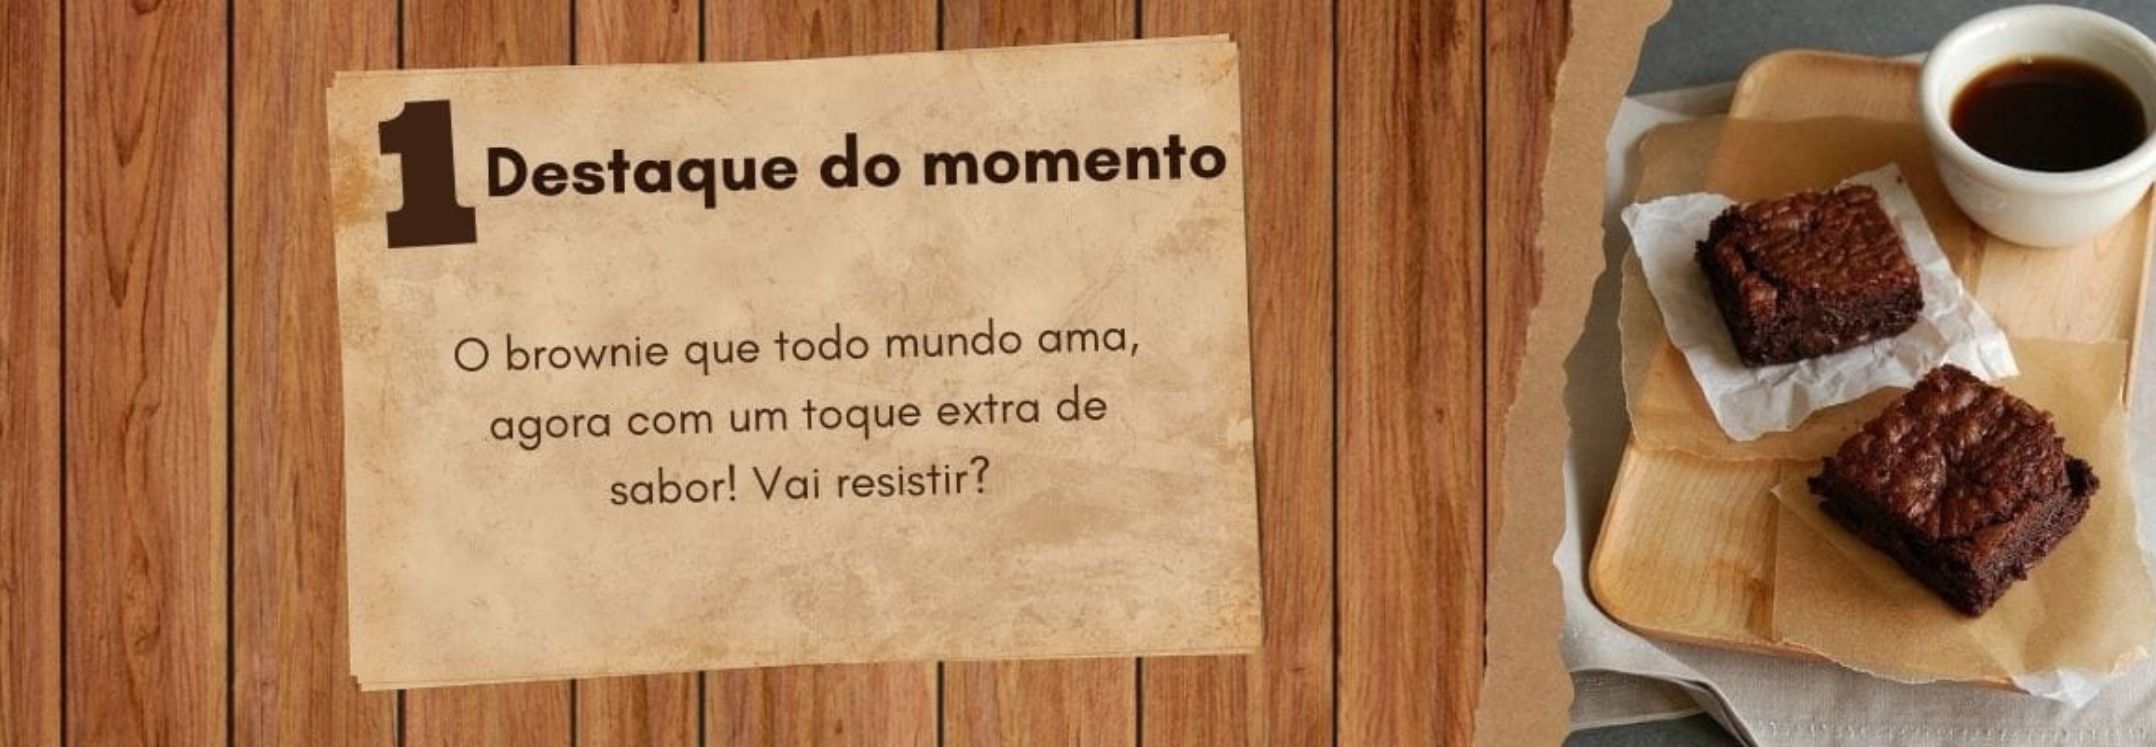 1 Destaque do momento
O brownie que todo mundo ama,
agora com um toque extra de
sabor! Vai resistir?